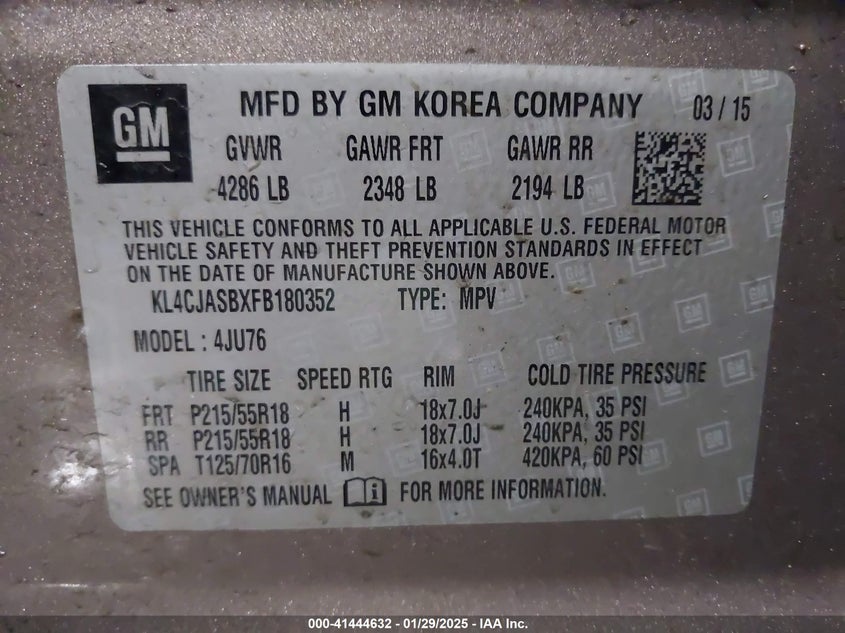 GM
MFD BY GM KOREA COMPANY 03 / 15
GVWR GAWR FRT GAWR RR
4286 LB 2348 LB 2194 LB
THIS VEHICLE CONFORMS TO ALL APPLICABLE U.S. FEDERAL MOTOR
VEHICLE SAFETY AND THEFT PREVENTION STANDARDS IN EFFECT
ON THE DATE OF MANUFACTURE SHOWN ABOVE.
KL4CJASBXFB180352 TYPE: MPV
MODEL : 4JU76
TIRE SIZE SPEED RTG RIM COLD TIRE PRESSURE
FRT P215/55R18 H 18x7.0J 240KPA, 35 PSI
RR P215/55R18 H 18x7.0J 240KPA, 35 PSI
SPA T125/70R16 M 16x4.0T 420KPA, 60 PSI
SEE OWNER'S MANUAL i FOR MORE INFORMATION.
000-41444632 - 01/29/2025 - IAA Inc.